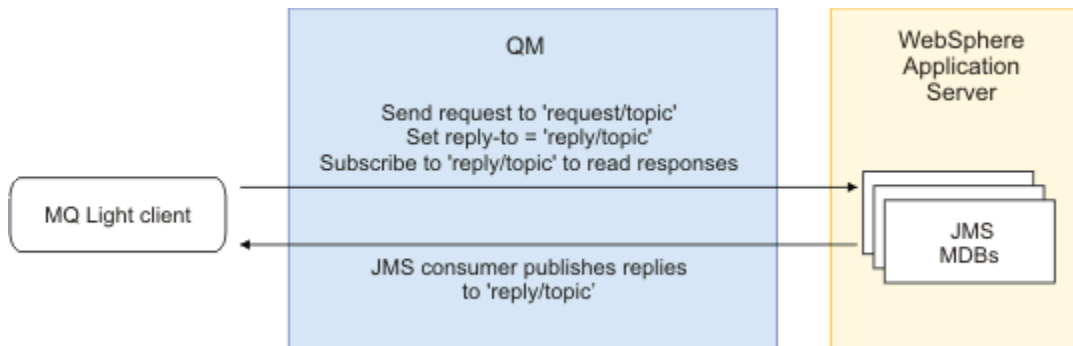 QM
WebSphere
Application
Server
Send request to 'request/topic'
Set reply-to = 'reply/topic'
Subscribe to 'reply/topic' to read responses
MQ Light client
JMS
MDBs
JMS consumer publishes replies
to 'reply/topic'